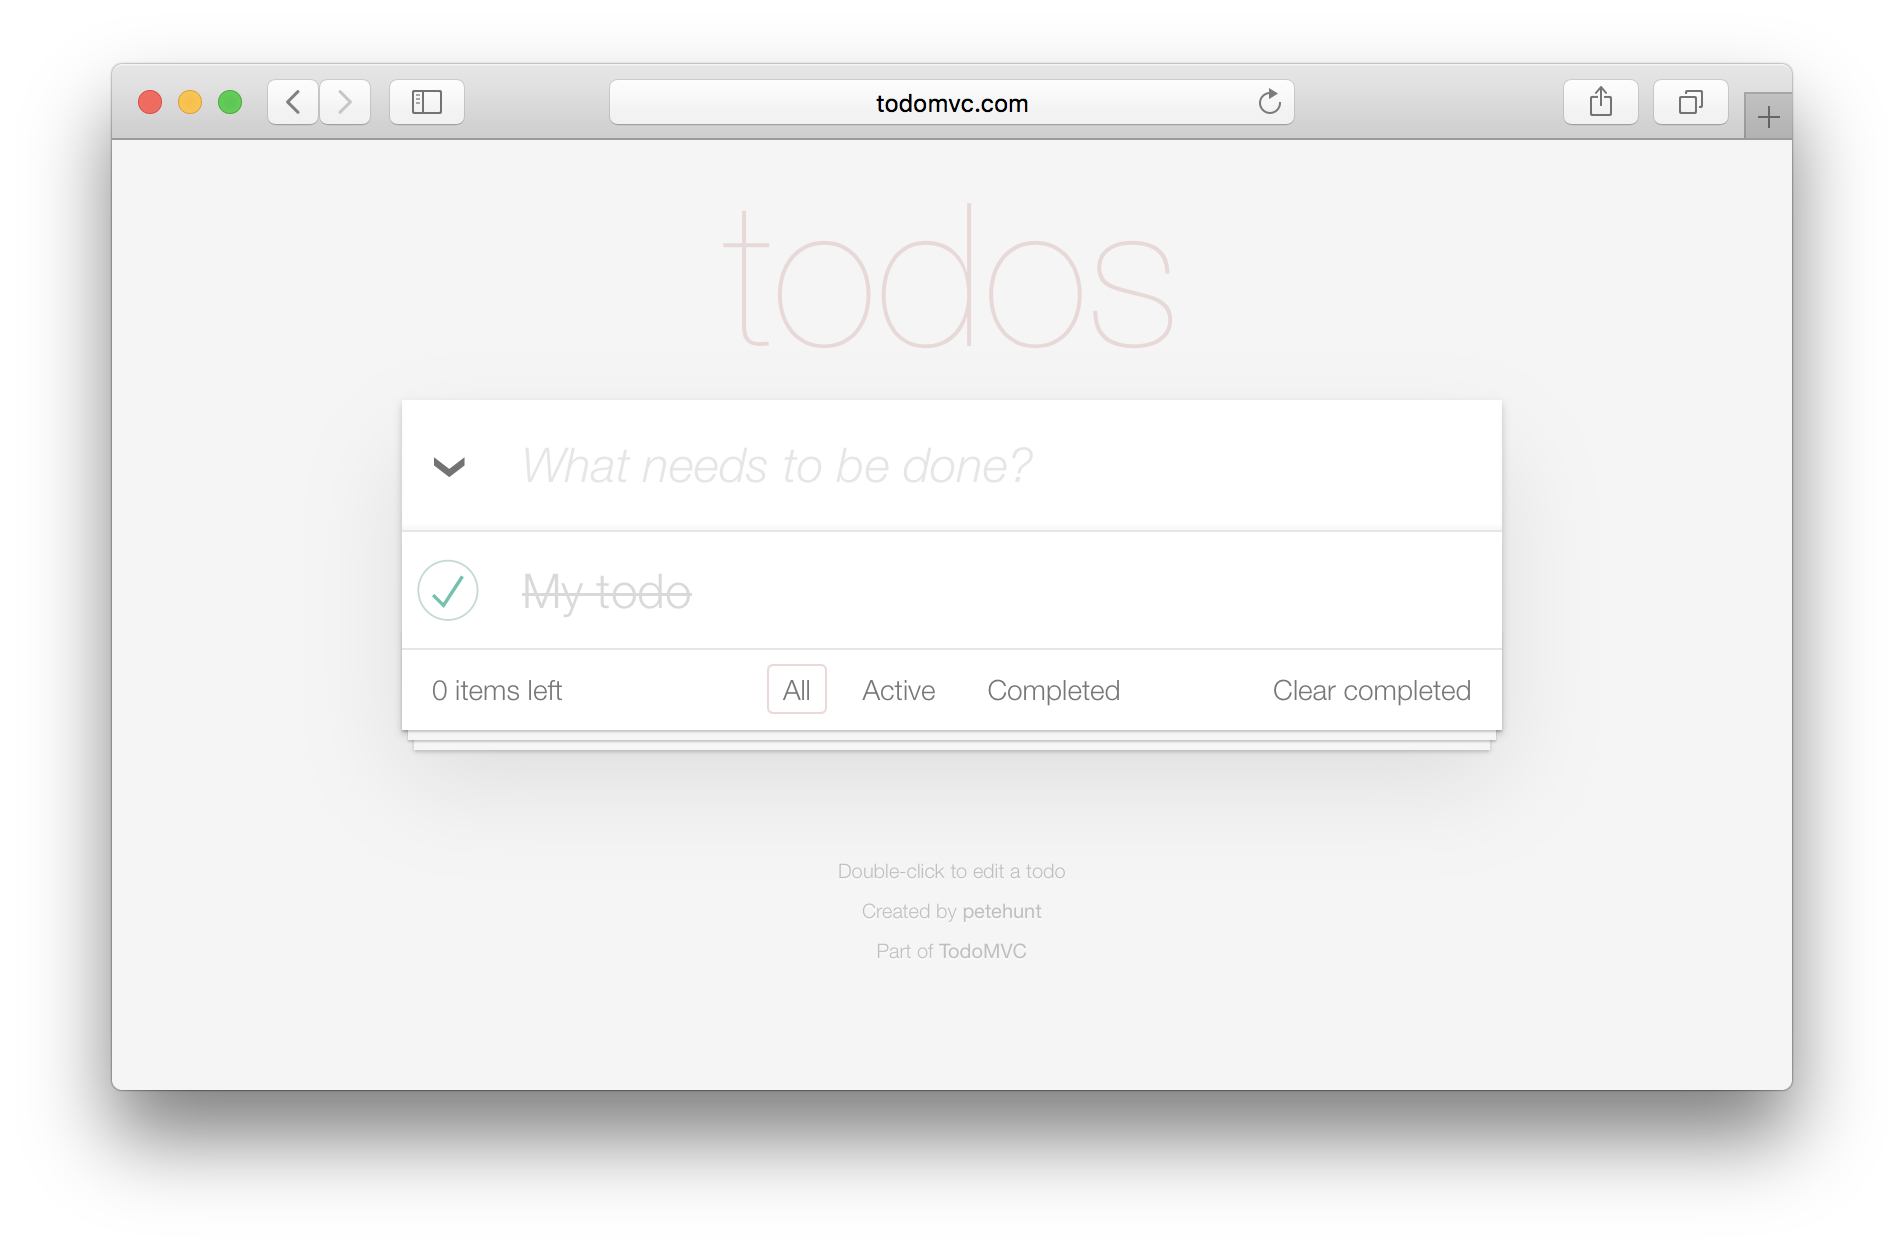 todomvc.com
todos
What needs to be done?
My todo
0 items left All Active Completed Clear completed
Double-click to edit a todo
Created by petehunt
Part of TodoMVC